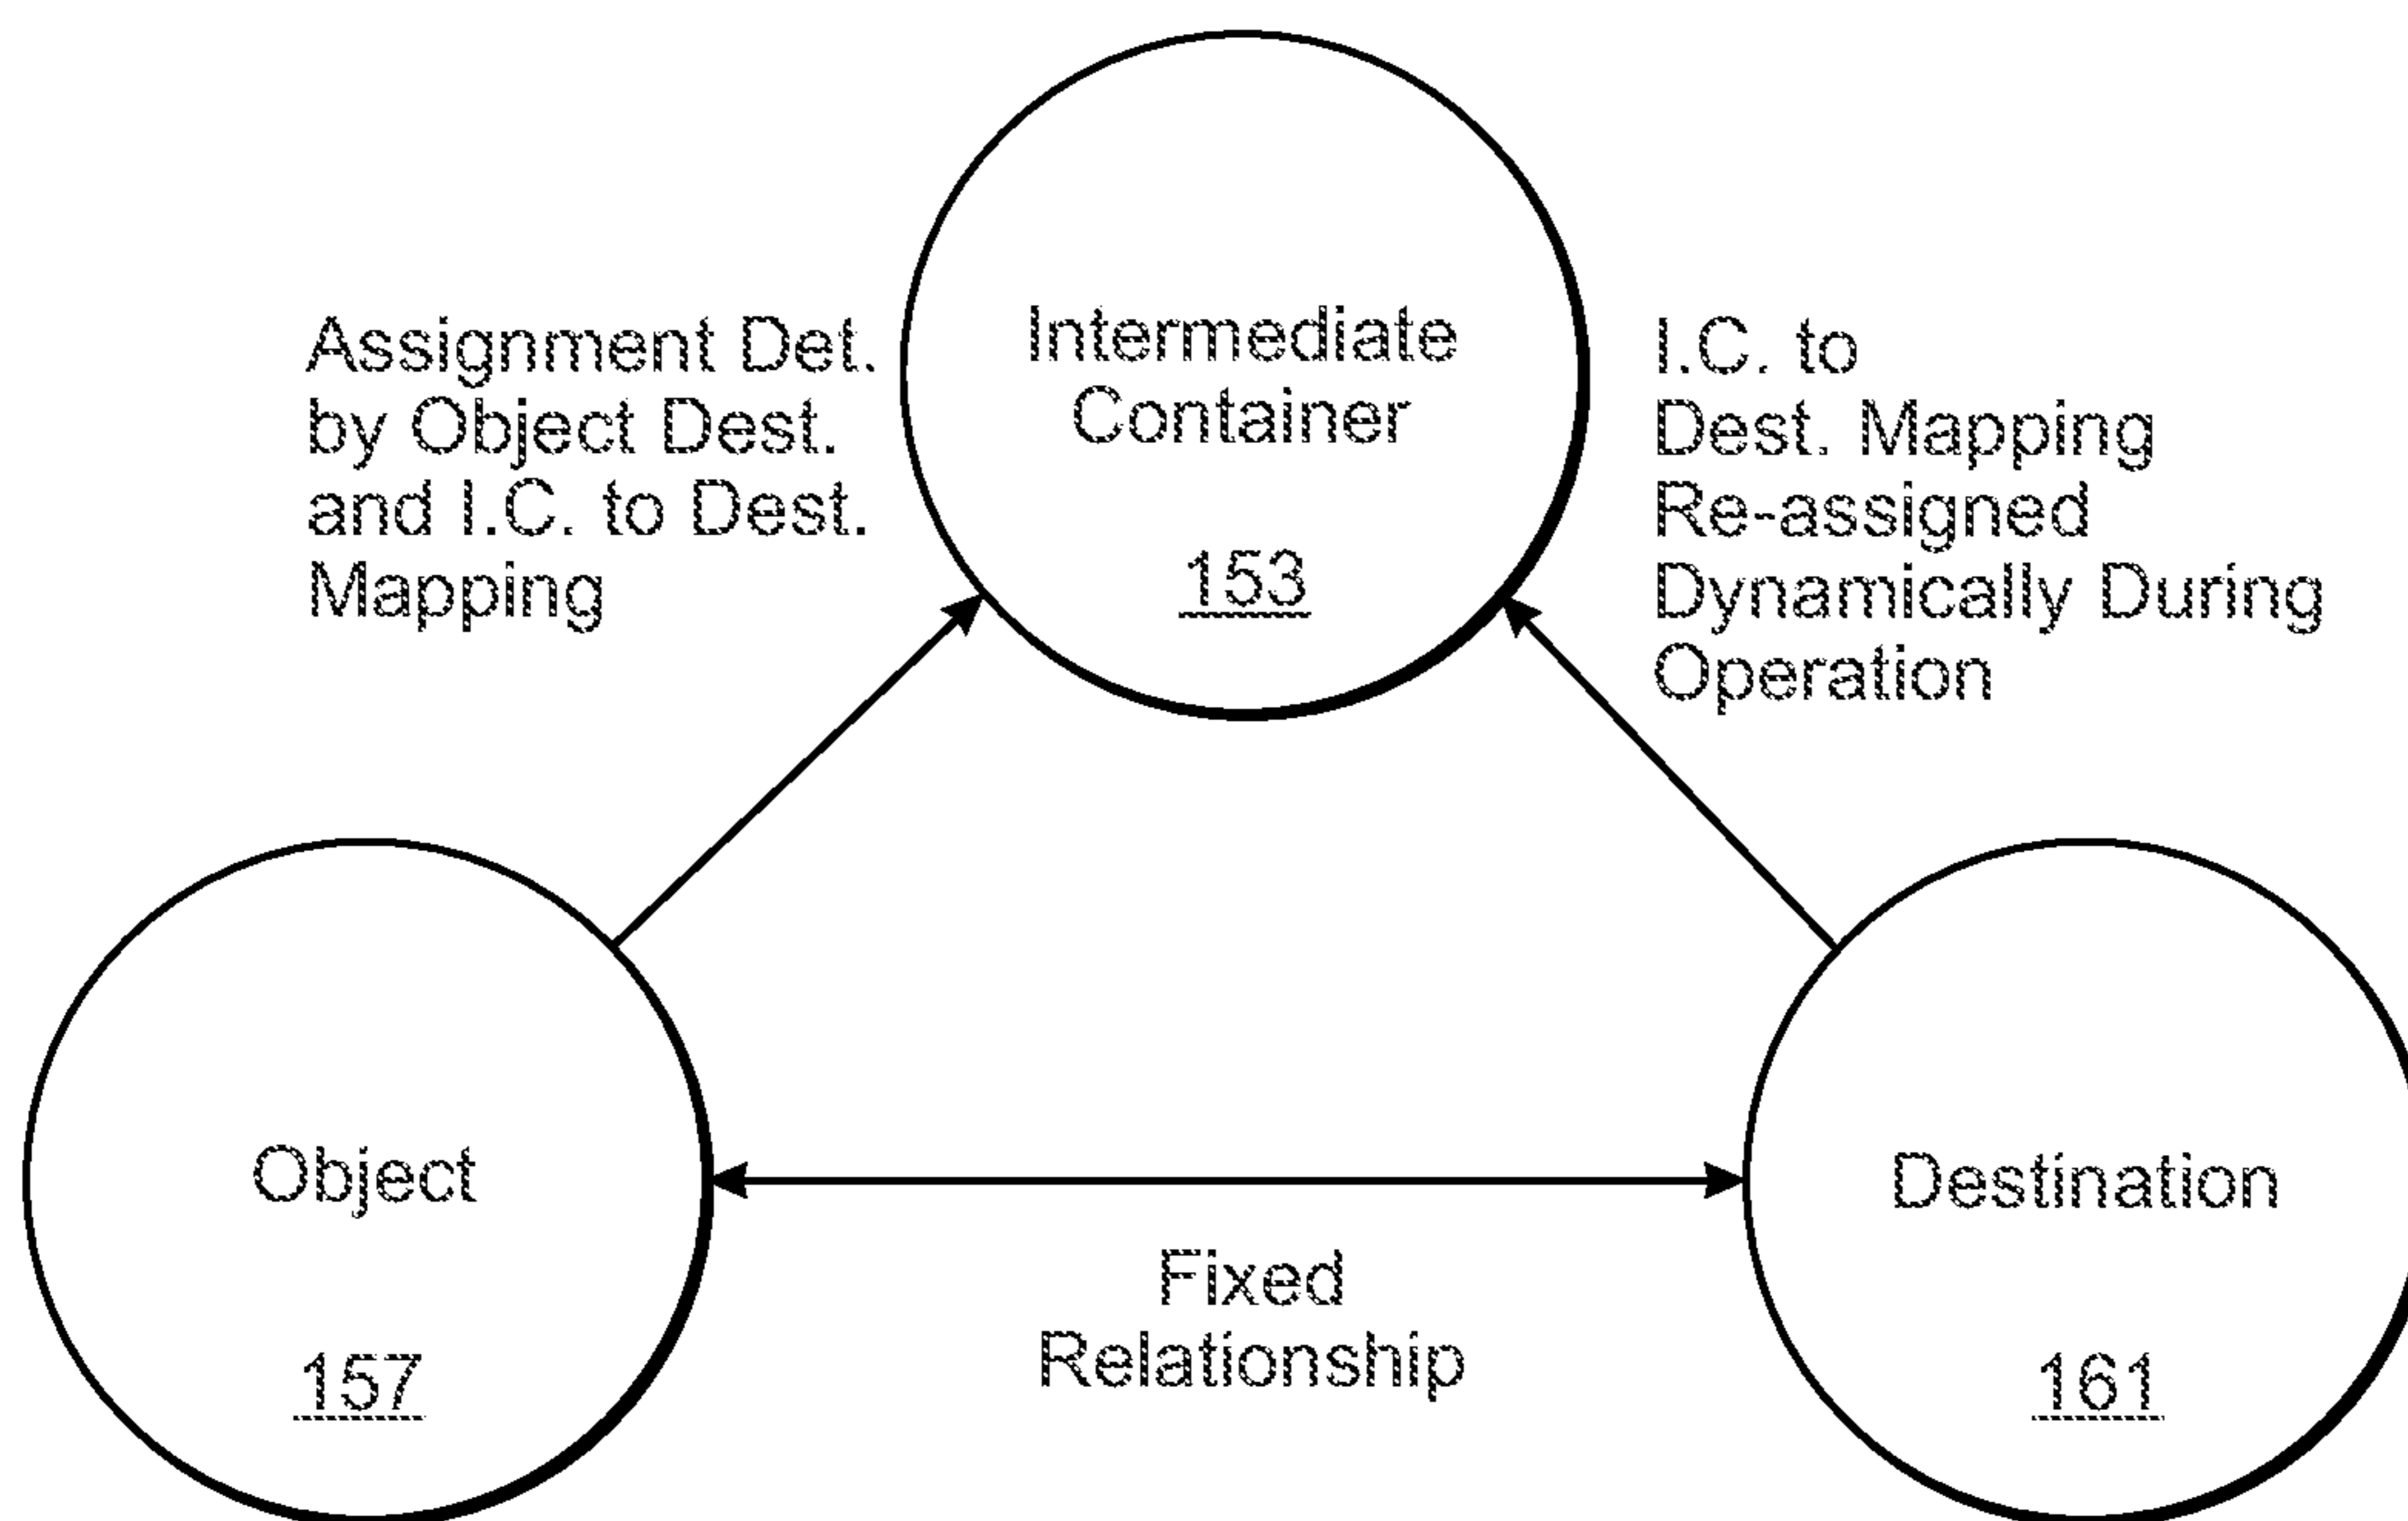 Intermediate
Container
153
Assignment Det.
by Object Dest.
and I.C. to Dest.
Mapping
I.C. to
Dest. Mapping
Re-assigned
Dynamically During
Operation
Object
157
Fixed
Relationship
Destination
161